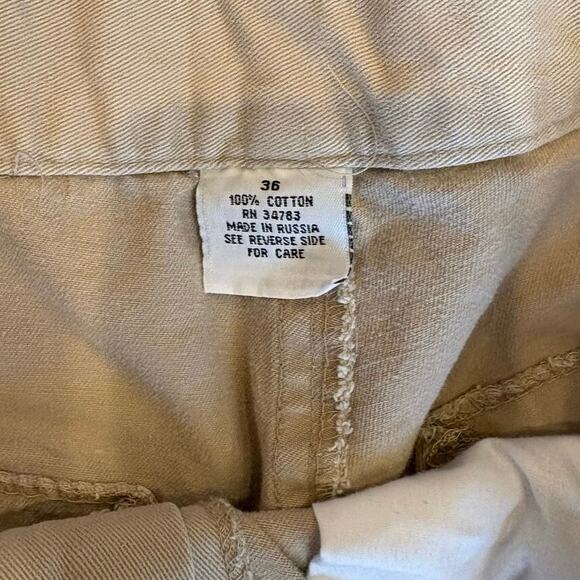 36
100% COTTON
RN 34783
MADE IN RUSSIA
SEE REVERSE SIDE
FOR CARE